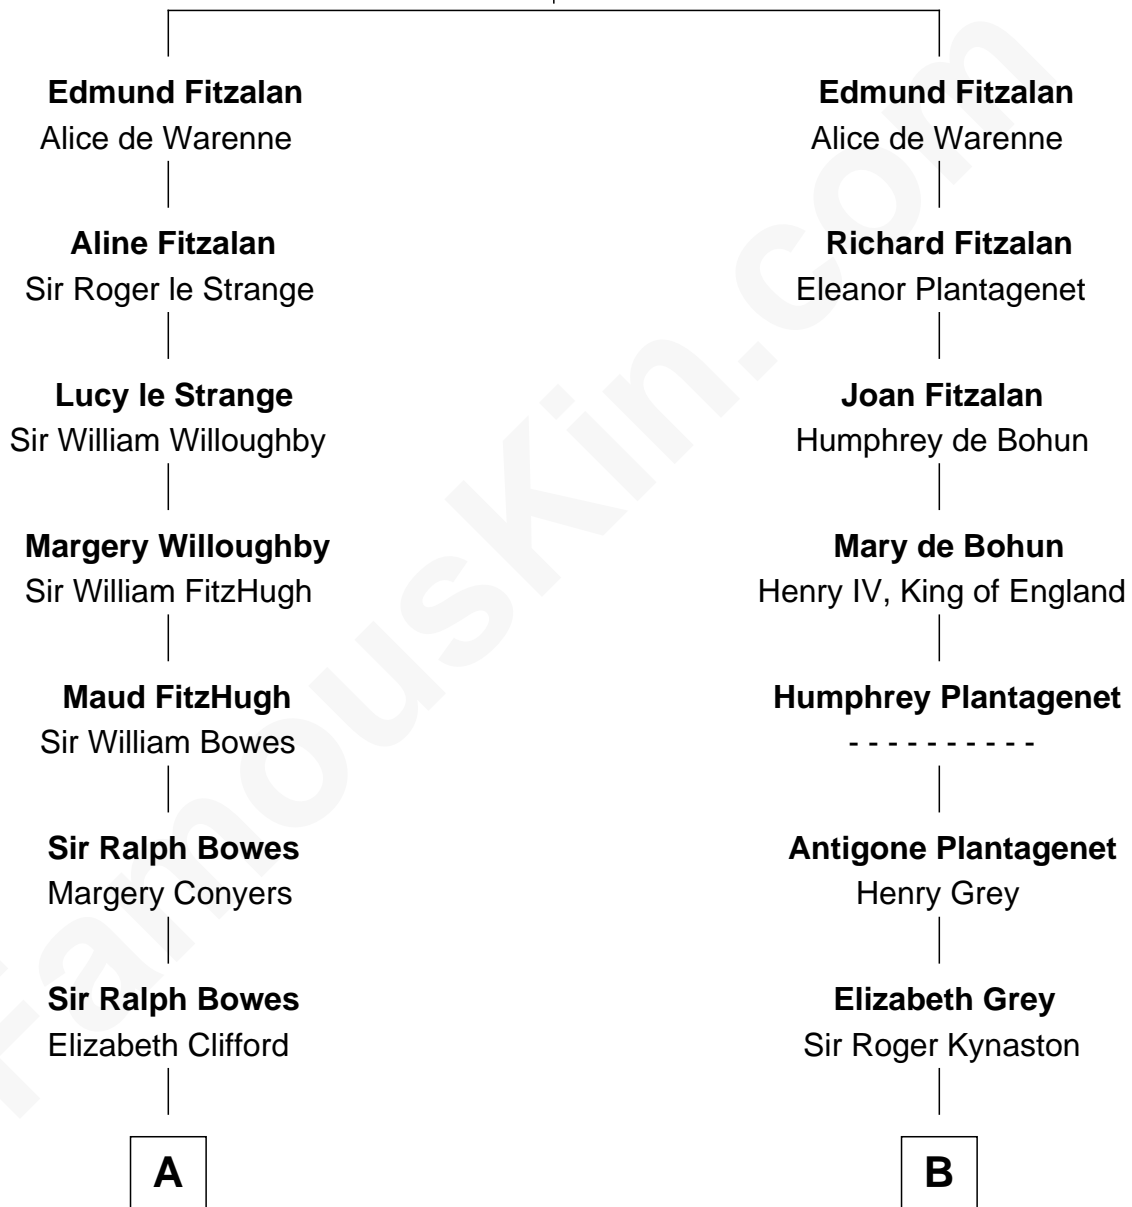 Edmund Fitzalan
Alice de Warenne
Aline Fitzalan
Sir Roger le Strange
Lucy le Strange
Sir William Willoughby
Margery Willoughby
Sir William FitzHugh
Maud FitzHugh
Sir William Bowes
Sir Ralph Bowes
Margery Conyers
Sir Ralph Bowes
Elizabeth Clifford
A
Edmund Fitzalan
Alice de Warenne
Richard Fitzalan
Eleanor Plantagenet
Joan Fitzalan
Humphrey de Bohun
Mary de Bohun
Henry IV, King of England
Humphrey Plantagenet
- - - - - - - - - -
Antigone Plantagenet
Henry Grey
Elizabeth Grey
Sir Roger Kynaston
B
FamousKin.com